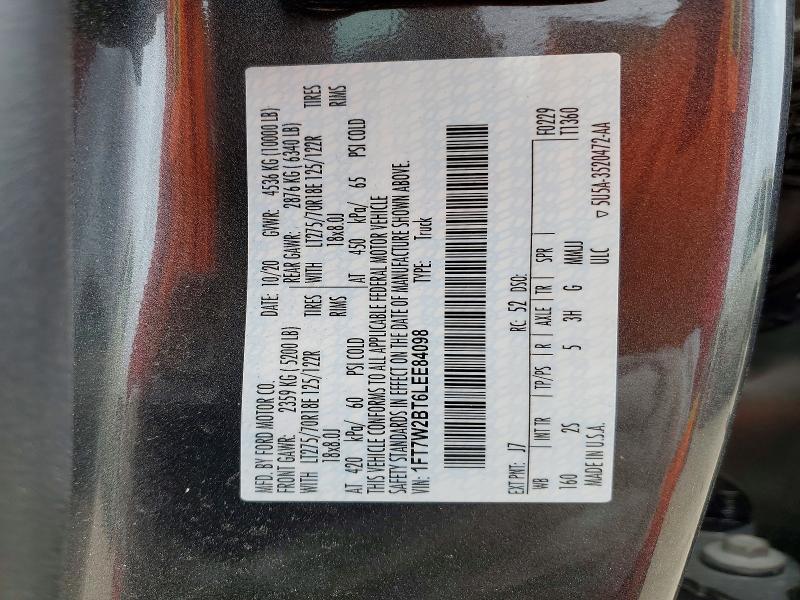 MFD. BY FORD MOTOR CO.
DATE: 10/20 GVWR: 4536 KG (10000 LB)
FRONT GAWR: 2359 KG (5200 LB) REAR GAWR: 2876 KG (6340 LB)
WITH LT275/70R18E 125/122R TIRES WITH LT275/70R18E 125/122R TIRES
18x8.0J RIMS 18x8.0J RIMS
AT 420 kPa/ 60 PSI COLD AT 450 kPa/ 65 PSI COLD
THIS VEHICLE CONFORMS TO ALL APPLICABLE FEDERAL MOTOR VEHICLE
SAFETY STANDARDS IN EFFECT ON THE DATE OF MANUFACTURE SHOWN ABOVE.
VIN: 1FT7W2BT6LEE84098 TYPE: Truck
EXT PNT: J7 RC: 52 DSO:
WB INT TR TP/PS R AXLE TR SPR F0229
160 2S 5 3H G MMUU T1360
MADE IN U.S.A. ULC
5U5A-3520472-AA